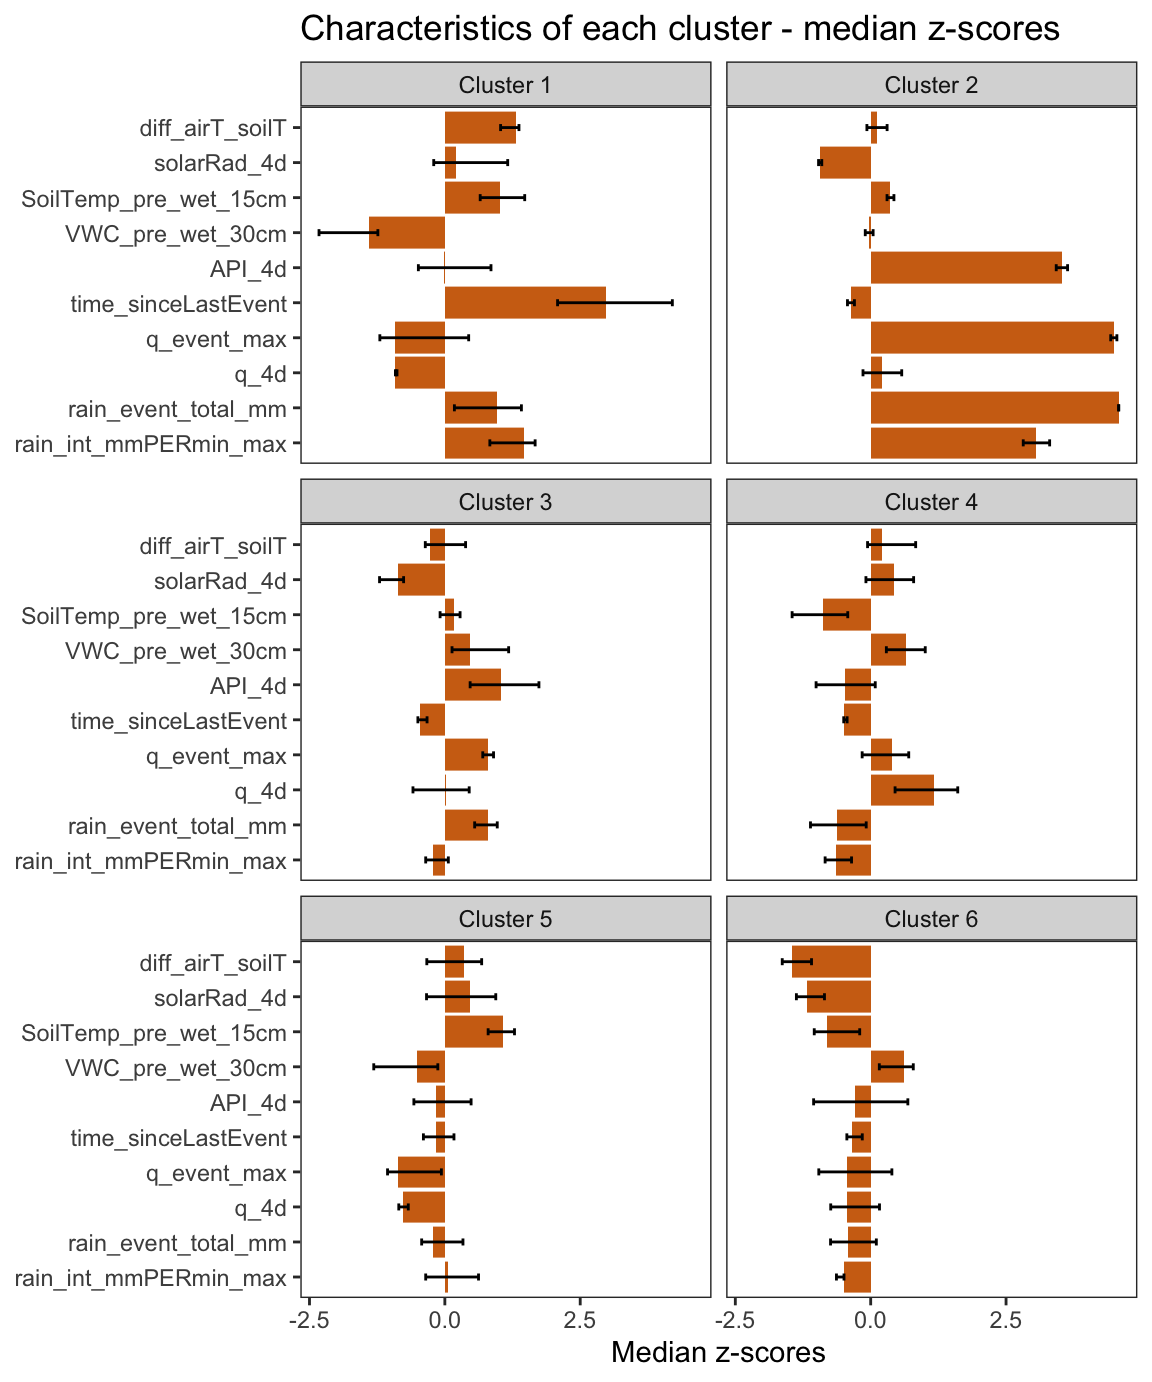 Characteristics of each cluster - median z-scores
Cluster 1
Cluster 2
diff_airT_soilT
solarRad_4d
SoilTemp_pre_wet_15cm
VWC_pre_wet_30cm
API_4d
time_sinceLastEvent
q_event_max
q_4d
rain_event_total_mm
rain_int_mmPERmin_max
Cluster 3
Cluster 4
diff_airT_soilT
solarRad_4d
SoilTemp_pre_wet_15cm
VWC_pre_wet_30cm
API_4d
time_sinceLastEvent
q_event_max
q_4d
rain_event_total_mm
rain_int_mmPERmin_max
Cluster 5
Cluster 6
diff_airT_soilT
solarRad_4d
SoilTemp_pre_wet_15cm
VWC_pre_wet_30cm
API_4d
time_sinceLastEvent
q_event_max
q_4d
rain_event_total_mm
rain_int_mmPERmin_max
-2.5 0.0 2.5
-2.5 0.0 2.5
Median z-scores